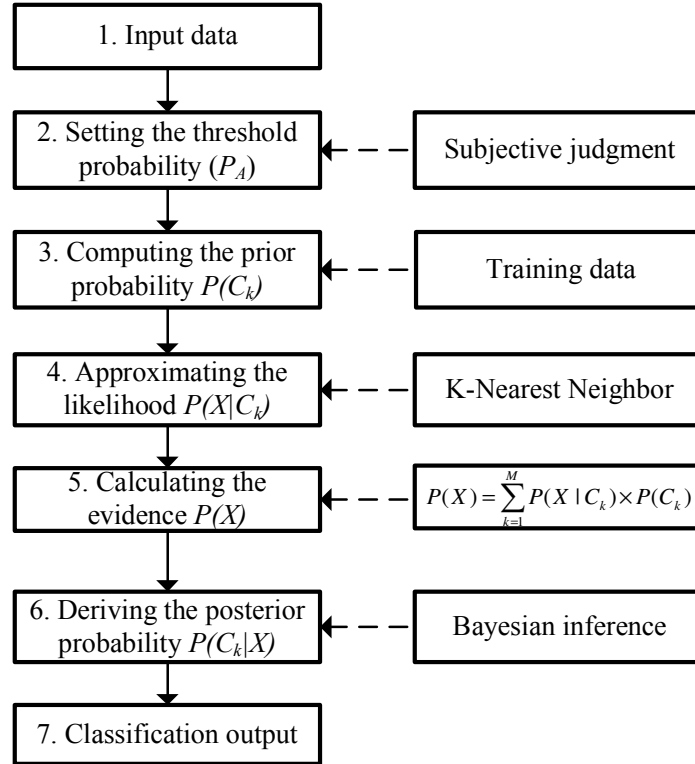 1. Input data
2. Setting the threshold
probability (P_A)
Subjective judgment
3. Computing the prior
probability P(C_k)
Training data
4. Approximating the
likelihood P(X|C_k)
K-Nearest Neighbor
5. Calculating the
evidence P(X)
P(X) = \sum_{k=1}^{M} P(X | C_k) × P(C_k)
6. Deriving the posterior
probability P(C_k|X)
Bayesian inference
7. Classification output